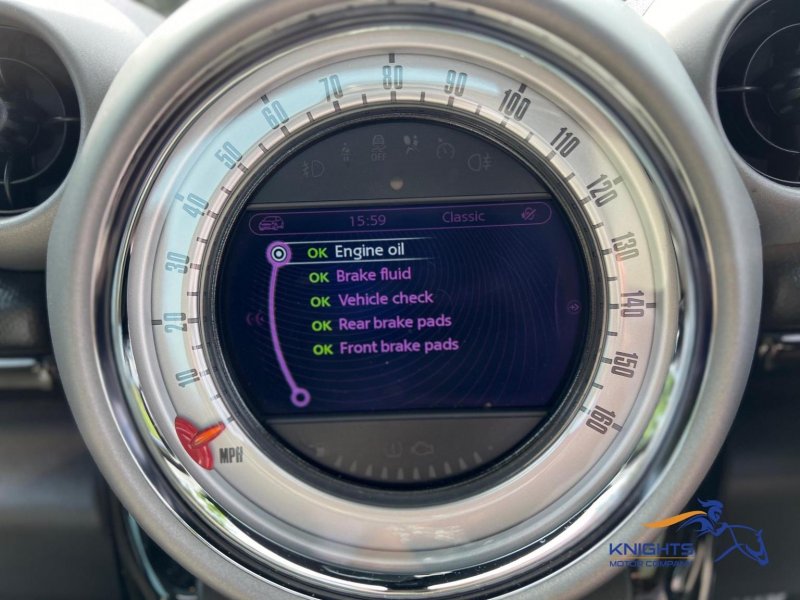 10
20
30
40
50
60
70
80
90
100
110
120
130
140
150
160
MPH
OFF
15:59 Classic
OK Engine oil
OK Brake fluid
OK Vehicle check
OK Rear brake pads
OK Front brake pads
KNIGHTS
MOTOR COMPANY